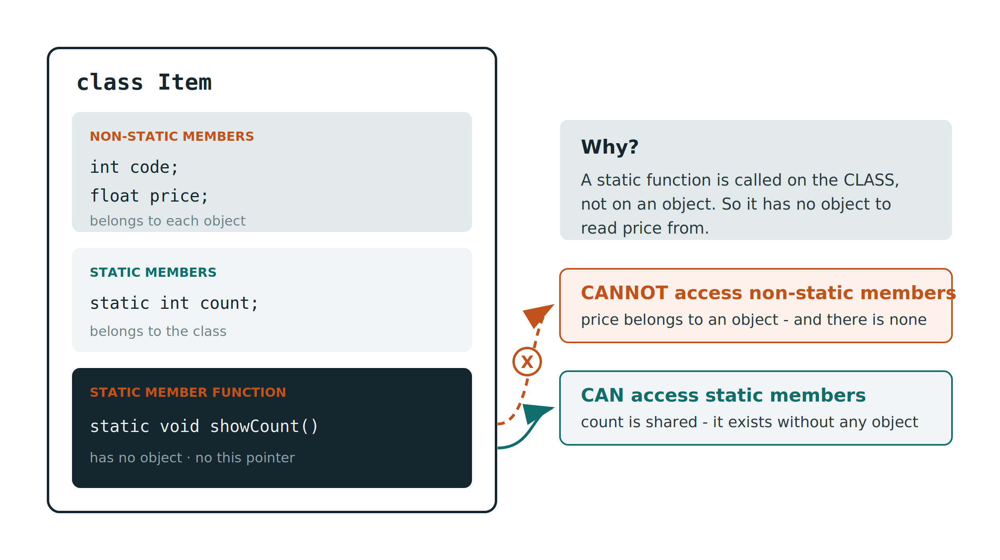 class Item
NON-STATIC MEMBERS
int code;
float price;
belongs to each object
STATIC MEMBERS
static int count;
belongs to the class
STATIC MEMBER FUNCTION
static void showCount()
has no object · no this pointer
Why?
A static function is called on the CLASS,
not on an object. So it has no object to
read price from.
CANNOT access non-static members
price belongs to an object - and there is none
X
CAN access static members
count is shared - it exists without any object